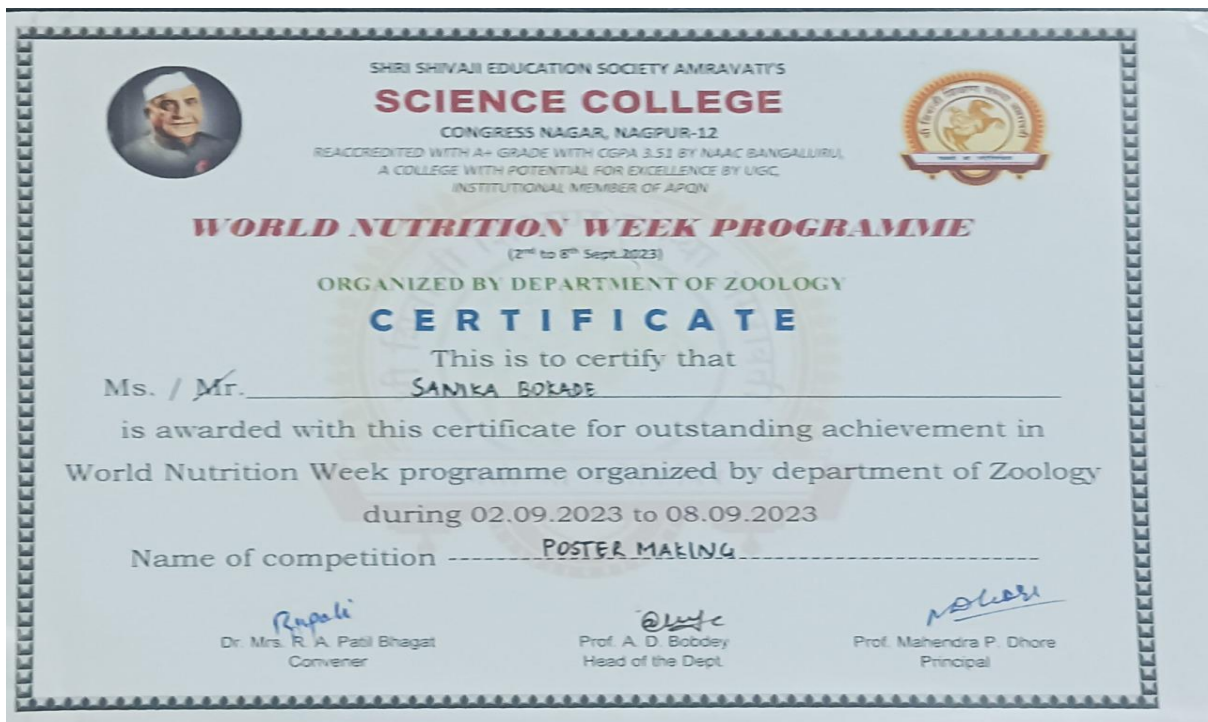 SHRI SHIVAJI EDUCATION SOCIETY AMRAVATI'S
SCIENCE COLLEGE
CONGRESS NAGAR, NAGPUR-12
REACCREDITED WITH A+ GRADE WITH CGPA 3.51 BY NAAC BANGALURU,
A COLLEGE WITH POTENTIAL FOR EXCELLENCE BY UGC,
INSTITUTIONAL MEMBER OF APQN
WORLD NUTRITION WEEK PROGRAMME
(2nd to 8th Sept.2023)
ORGANIZED BY DEPARTMENT OF ZOOLOGY
CERTIFICATE
This is to certify that
Ms. / Mr. SANIKA BOKADE
is awarded with this certificate for outstanding achievement in
World Nutrition Week programme organized by department of Zoology
during 02.09.2023 to 08.09.2023
Name of competition POSTER MAKING
Rupali
Dr. Mrs. R. A. Patil Bhagat
Convener
Prof. A. D. Bobdey
Head of the Dept.
Prof. Mahendra P. Dhore
Principal